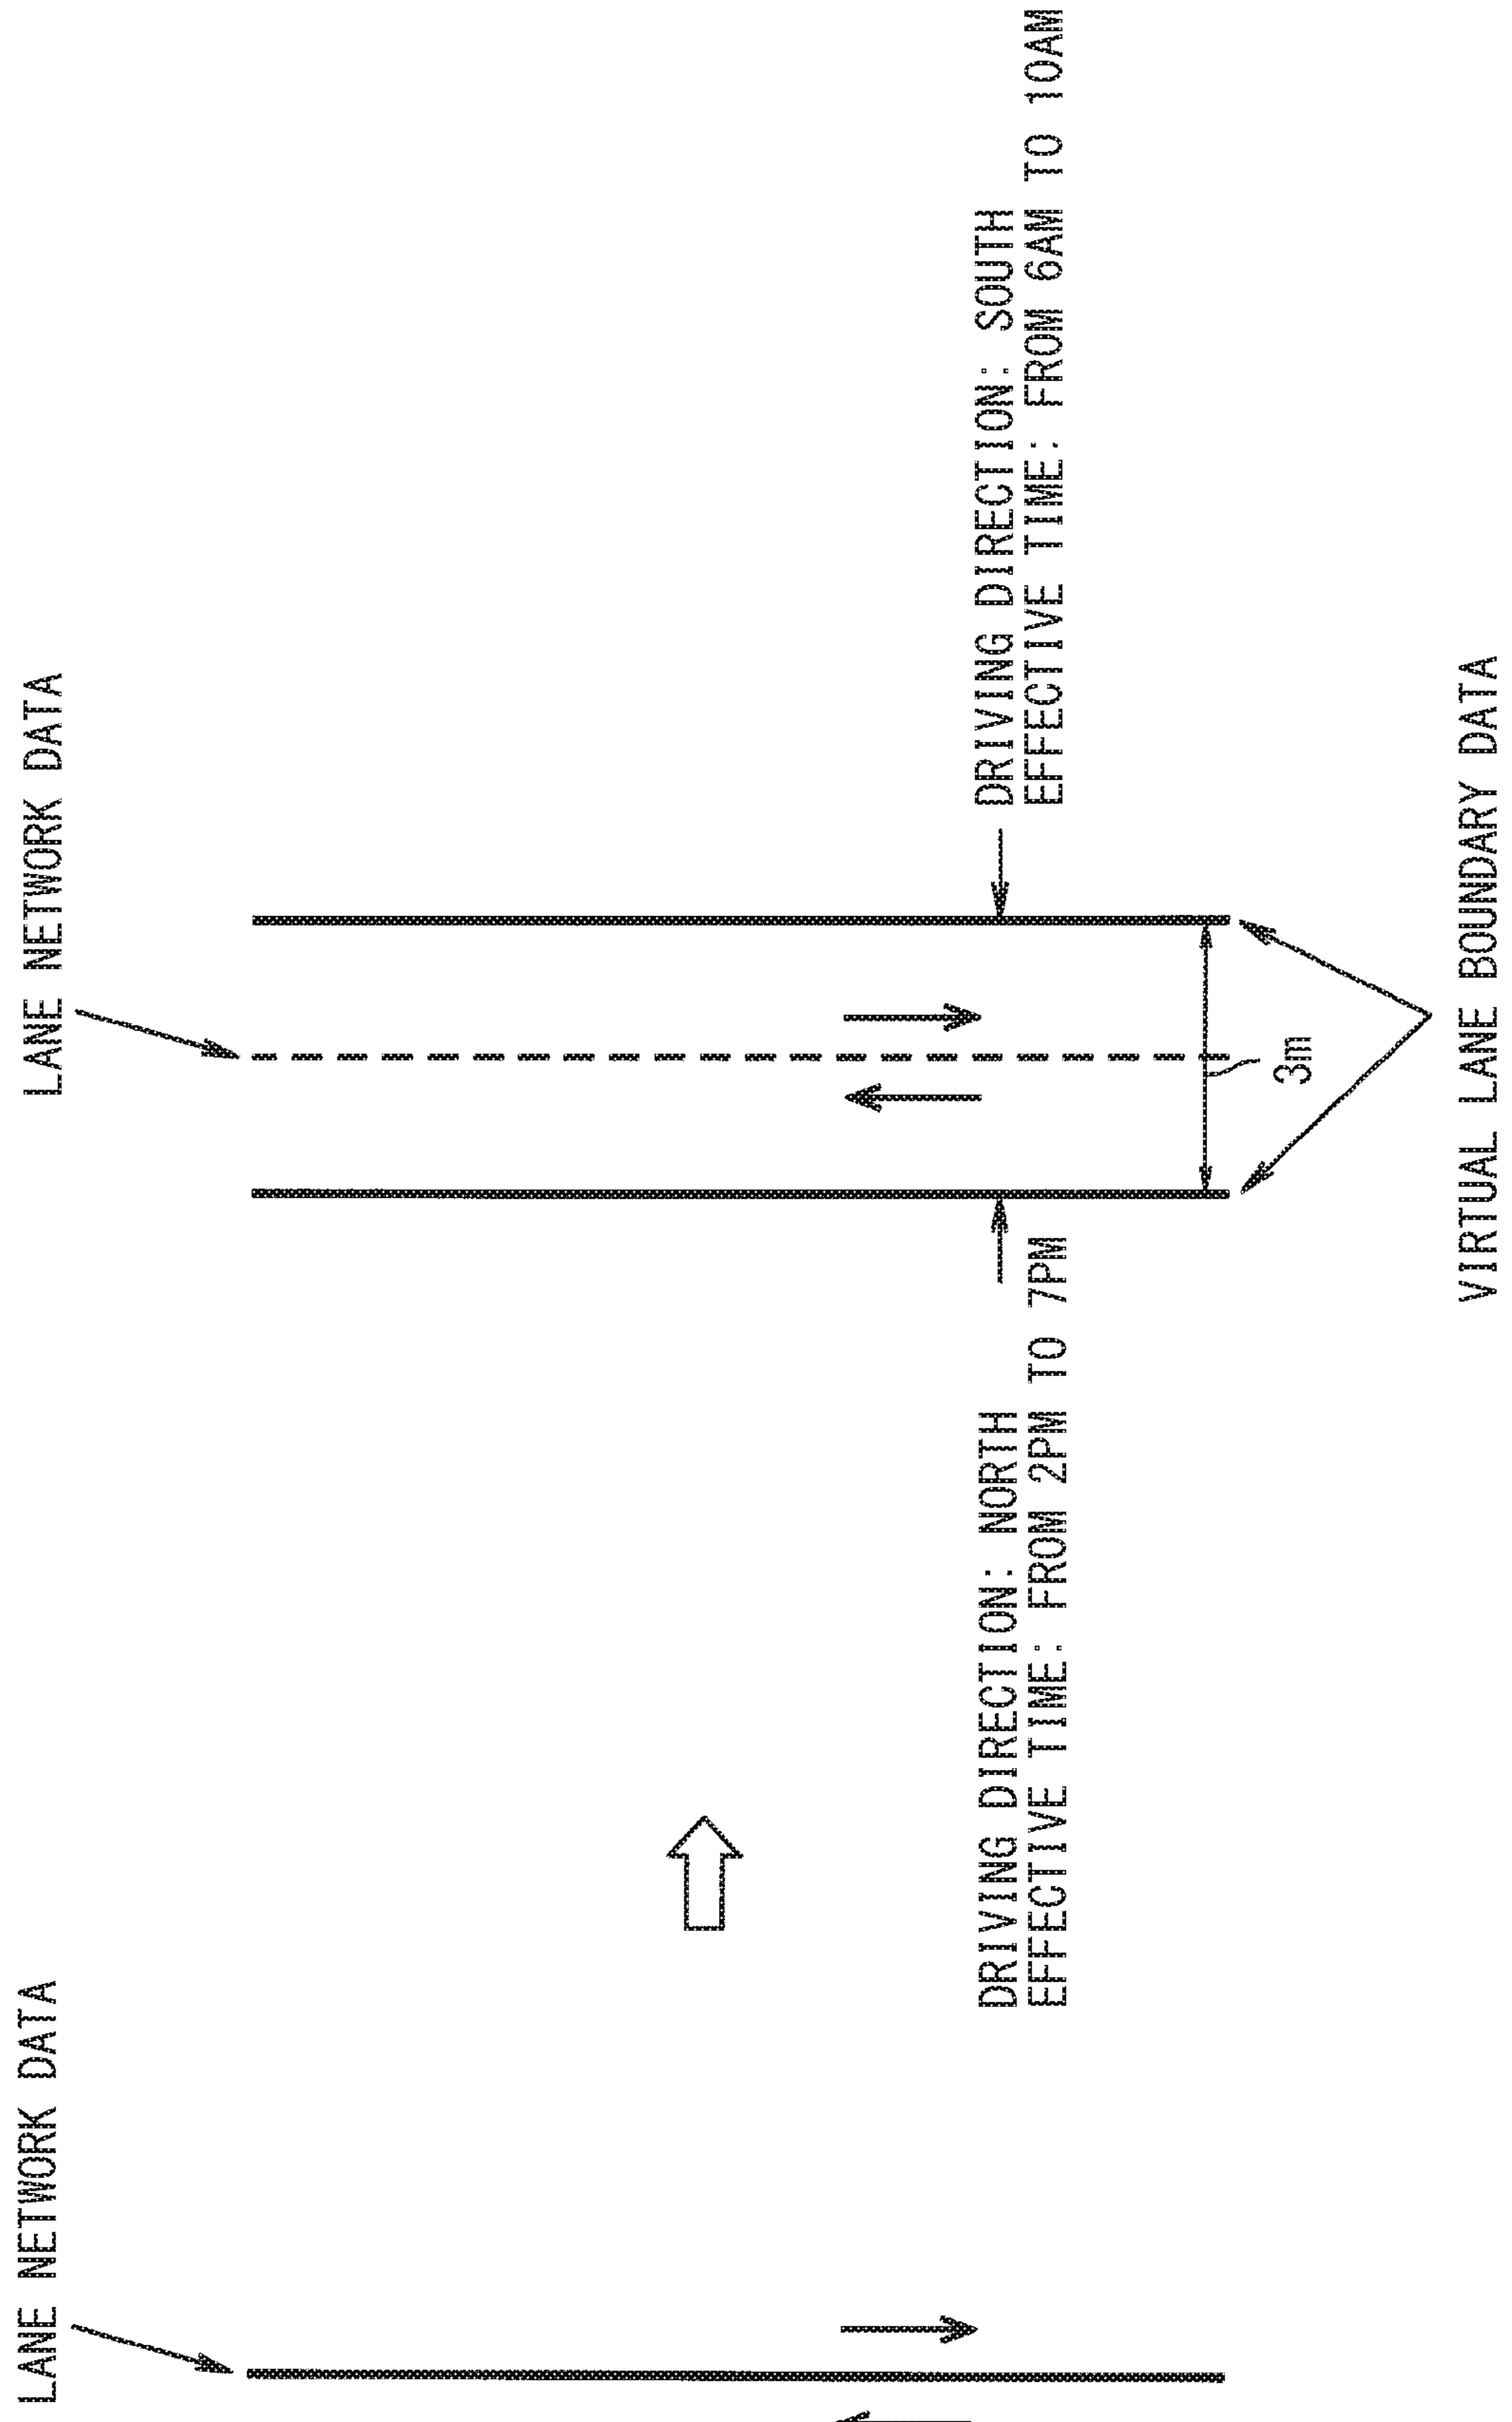 LANE NETWORK DATA
LANE NETWORK DATA
DRIVING DIRECTION: NORTH
EFFECTIVE TIME: FROM 2PM TO 7PM
DRIVING DIRECTION: SOUTH
EFFECTIVE TIME: FROM 6AM TO 10AM
3m
VIRTUAL LANE BOUNDARY DATA